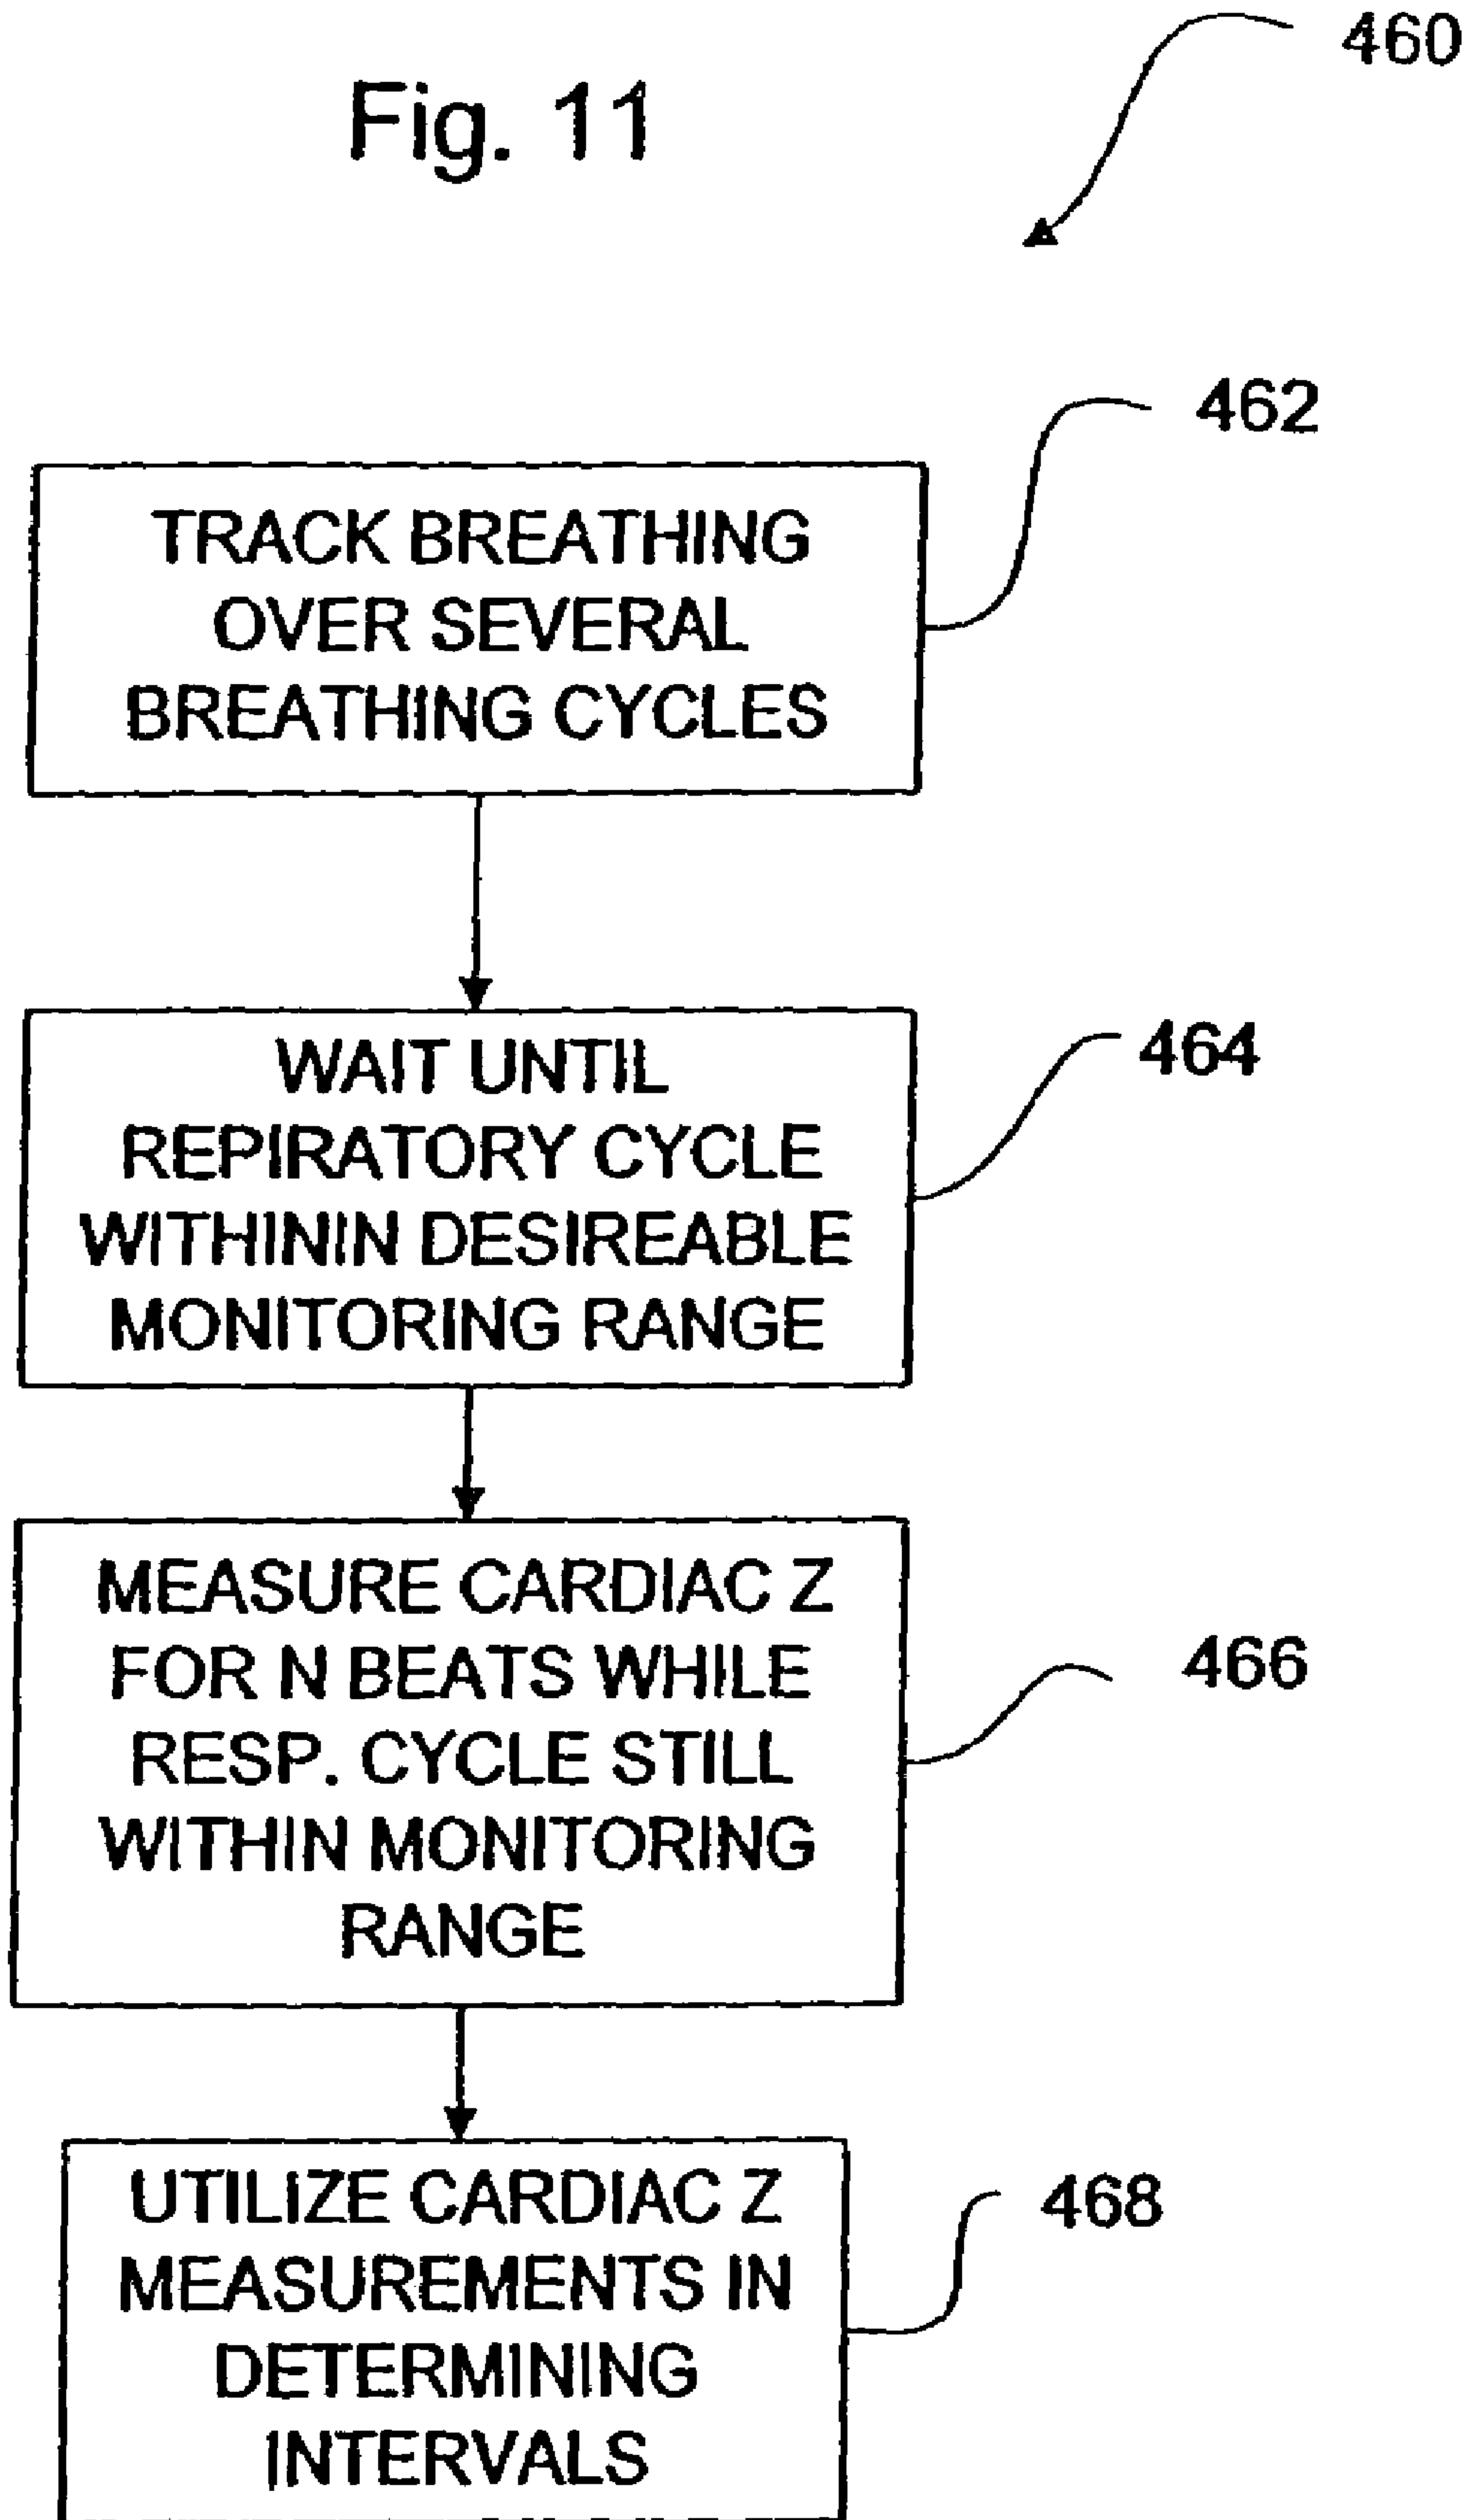 Fig. 11
460
462
TRACK BREATHING
OVER SEVERAL
BREATHING CYCLES
464
WAIT UNTIL
REPIRATORY CYCLE
WITHININ DESIREABLE
MONITORING RANGE
466
MEASURE CARDIAC Z
FOR N BEATS WHILE
RESP. CYCLE STILL
WITHIN MONITORING
RANGE
468
UTILIZE CARDIAC Z
MEASUREMENTS IN
DETERMINING
INTERVALS